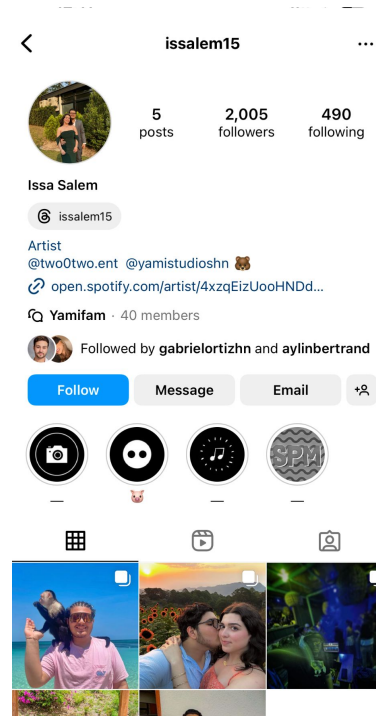 issalem15
5 2,005 490
posts followers following
Issa Salem
issalem15
Artist
@two0two.ent @yamistudioshn 🐻
open.spotify.com/artist/4xzqEizUooHNDd...
Yamifam · 40 members
Followed by gabrielortizhn and aylinbertrand
Follow Message Email
SPM